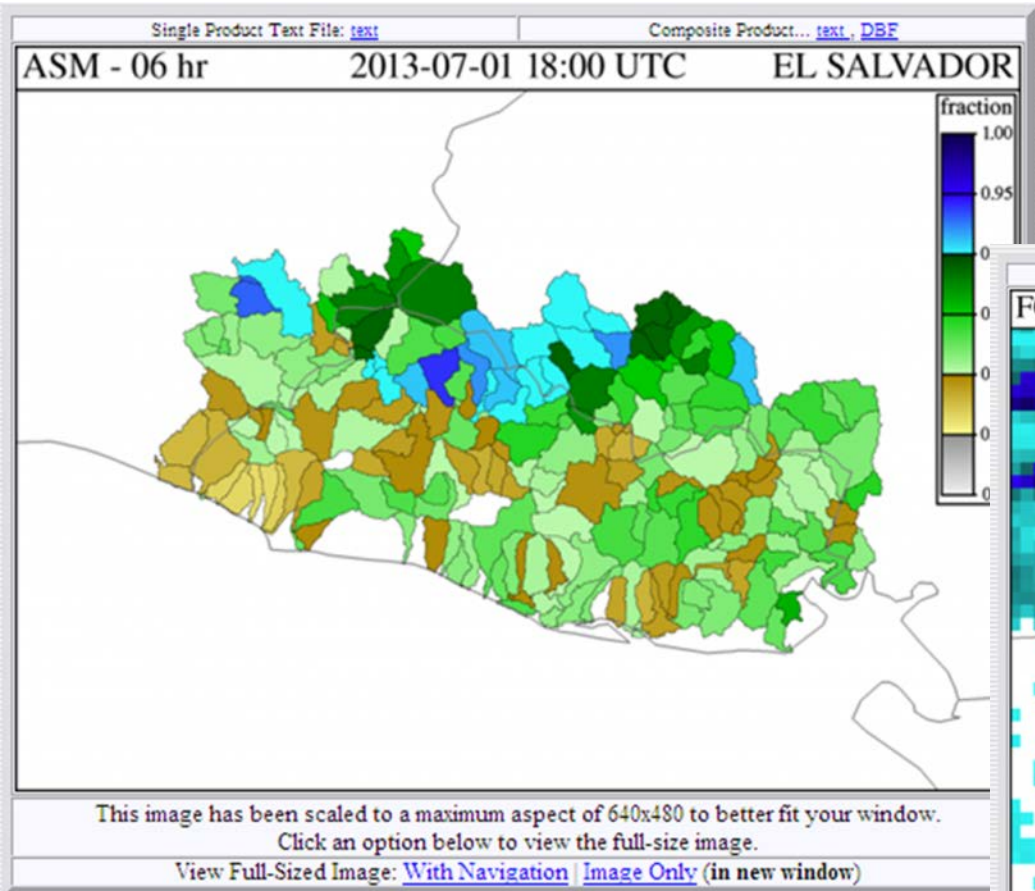 Single Product Text File: text
Composite Product... text , DBF
ASM - 06 hr 2013-07-01 18:00 UTC EL SALVADOR
fraction
1.00
0.95
This image has been scaled to a maximum aspect of 640x480 to better fit your window.
Click an option below to view the full-size image.
View Full-Sized Image: With Navigation | Image Only (in new window)